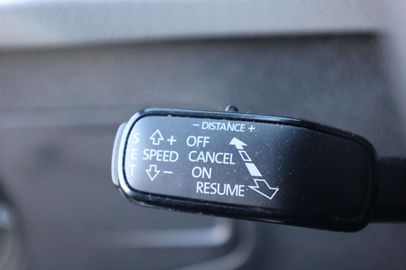 - DISTANCE +
S + OFF
E SPEED CANCEL
T - ON
RESUME